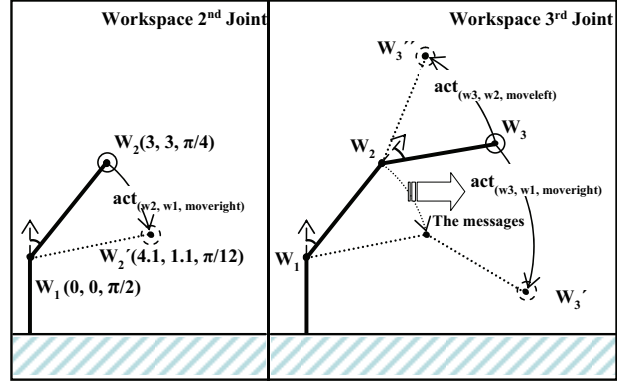 Workspace 2nd Joint
W2(3, 3, π/4)
act(w2, w1, moveright)
W2´(4.1, 1.1, π/12)
W1(0, 0, π/2)
Workspace 3rd Joint
W3´´
act(w3, w2, moveleft)
W3
W2
act(w3, w1, moveright)
The messages
W1
W3´